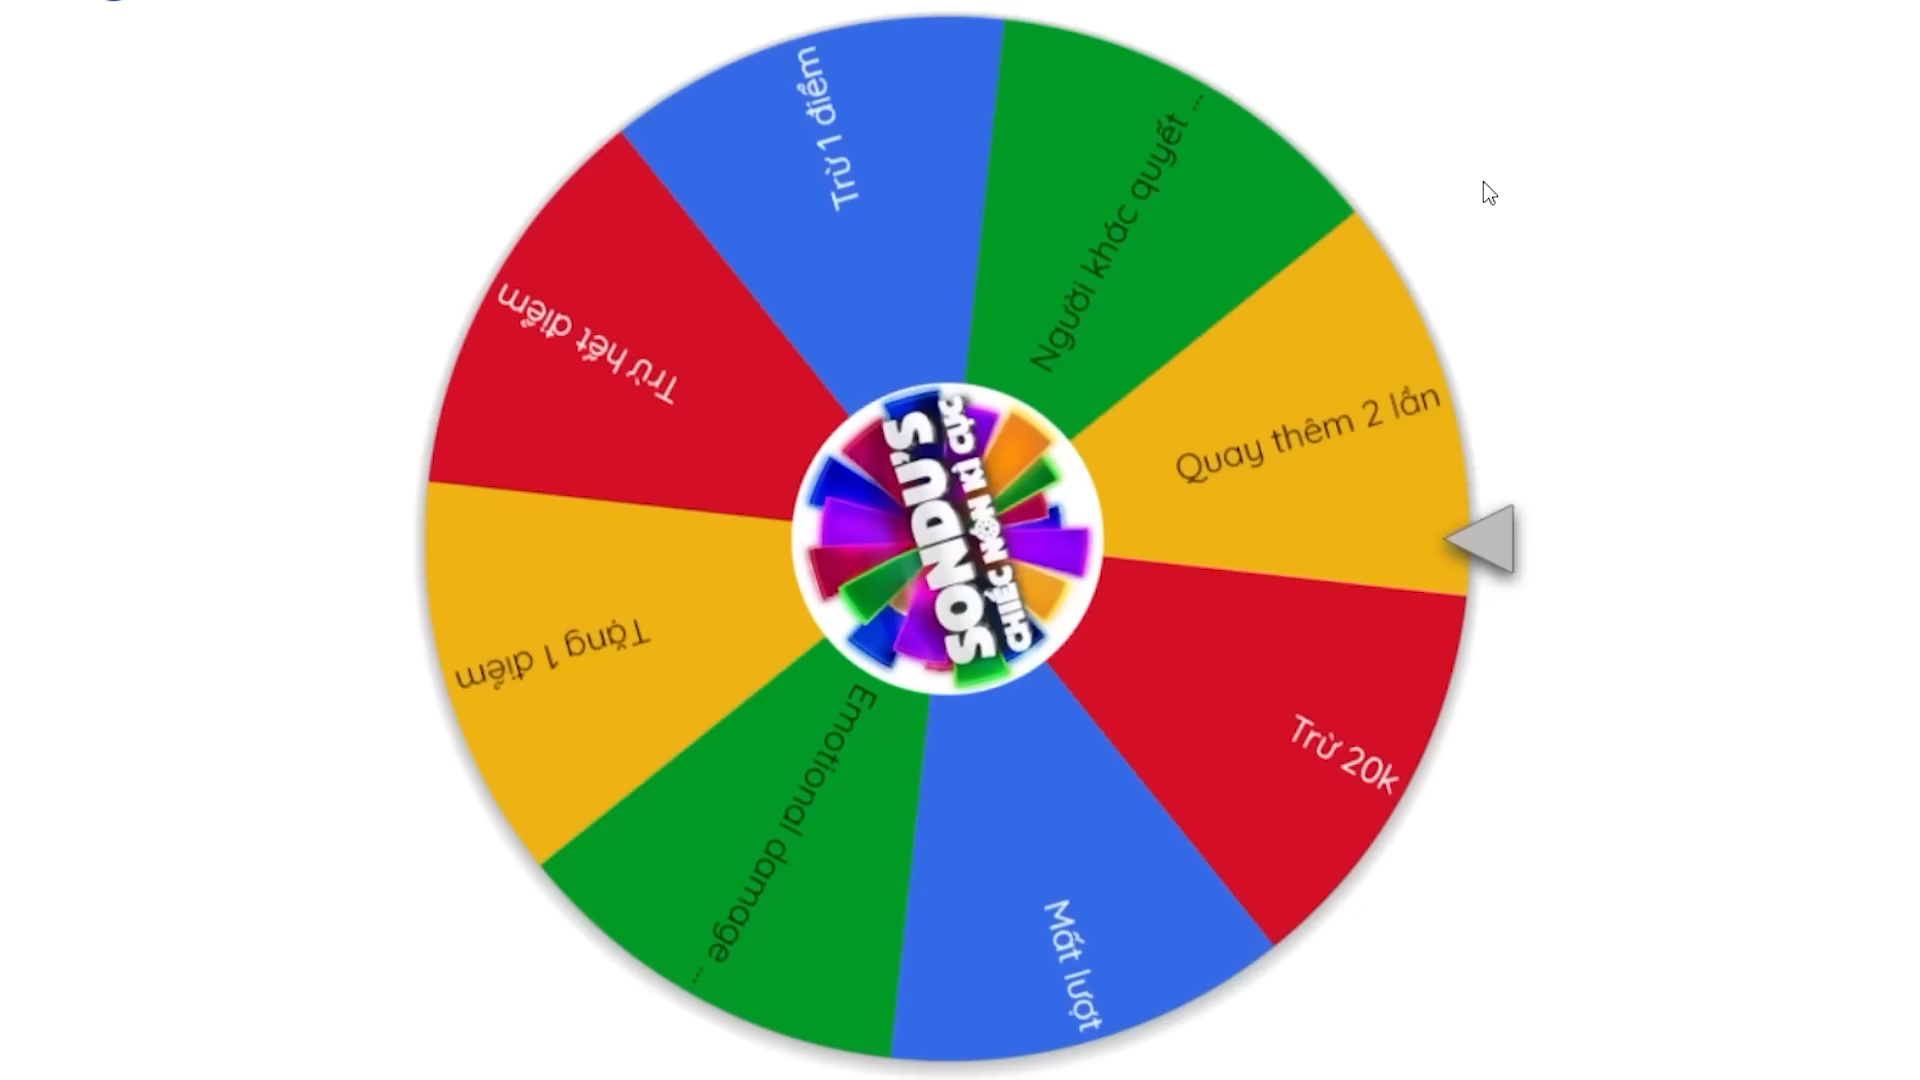 Trừ 1 điểm
Người khác quyết ...
Quay thêm 2 lần
Trừ 20k
Mất lượt
Emotional damage ...
Tặng 1 điểm
Trừ hết điểm
SONDU'S
CHIẾC NÓN KÌ CỤC